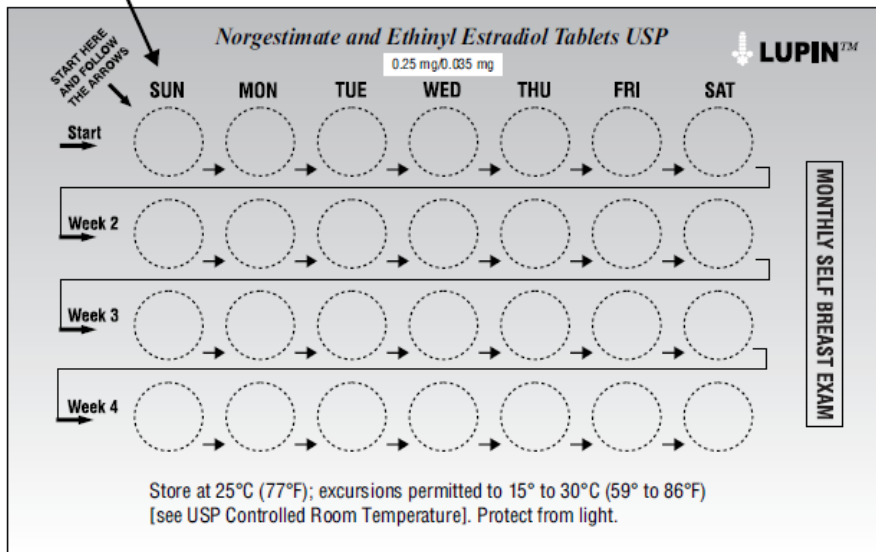 Norgestimate and Ethinyl Estradiol Tablets USP
0.25 mg/0.035 mg
LUPIN™
START HERE
AND FOLLOW
THE ARROWS
SUN MON TUE WED THU FRI SAT
Start
Week 2
Week 3
Week 4
MONTHLY SELF BREAST EXAM
Store at 25°C (77°F); excursions permitted to 15° to 30°C (59° to 86°F)
[see USP Controlled Room Temperature]. Protect from light.